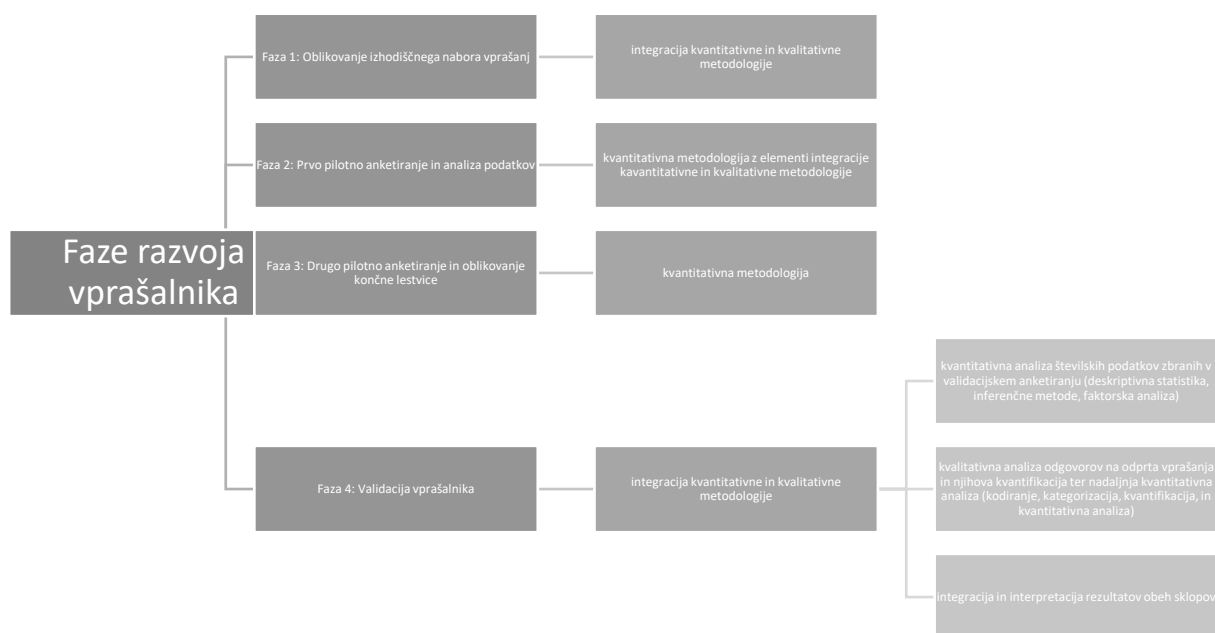 Faze razvoja
vprašalnika
Faza 1: Oblikovanje izhodiščnega nabora vprašanj
integracija kvantitativne in kvalitativne
metodologije
Faza 2: Prvo pilotno anketiranje in analiza podatkov
kvantitativna metodologija z elementi integracije
kavantitativne in kvalitativne metodologije
Faza 3: Drugo pilotno anketiranje in oblikovanje
končne lestvice
kvantitativna metodologija
Faza 4: Validacija vprašalnika
integracija kvantitativne in kvalitativne
metodologije
kvantitativna analiza številskih podatkov zbranih v
validacijskem anketiranju (deskriptivna statistika,
inferenčne metode, faktorska analiza)
kvalitativna analiza odgovorov na odprta vprašanja
in njihova kvantifikacija ter nadaljnja kvantitativna
analiza (kodiranje, kategorizacija, kvantifikacija, in
kvantitativna analiza)
integracija in interpretacija rezultatov obeh sklopov